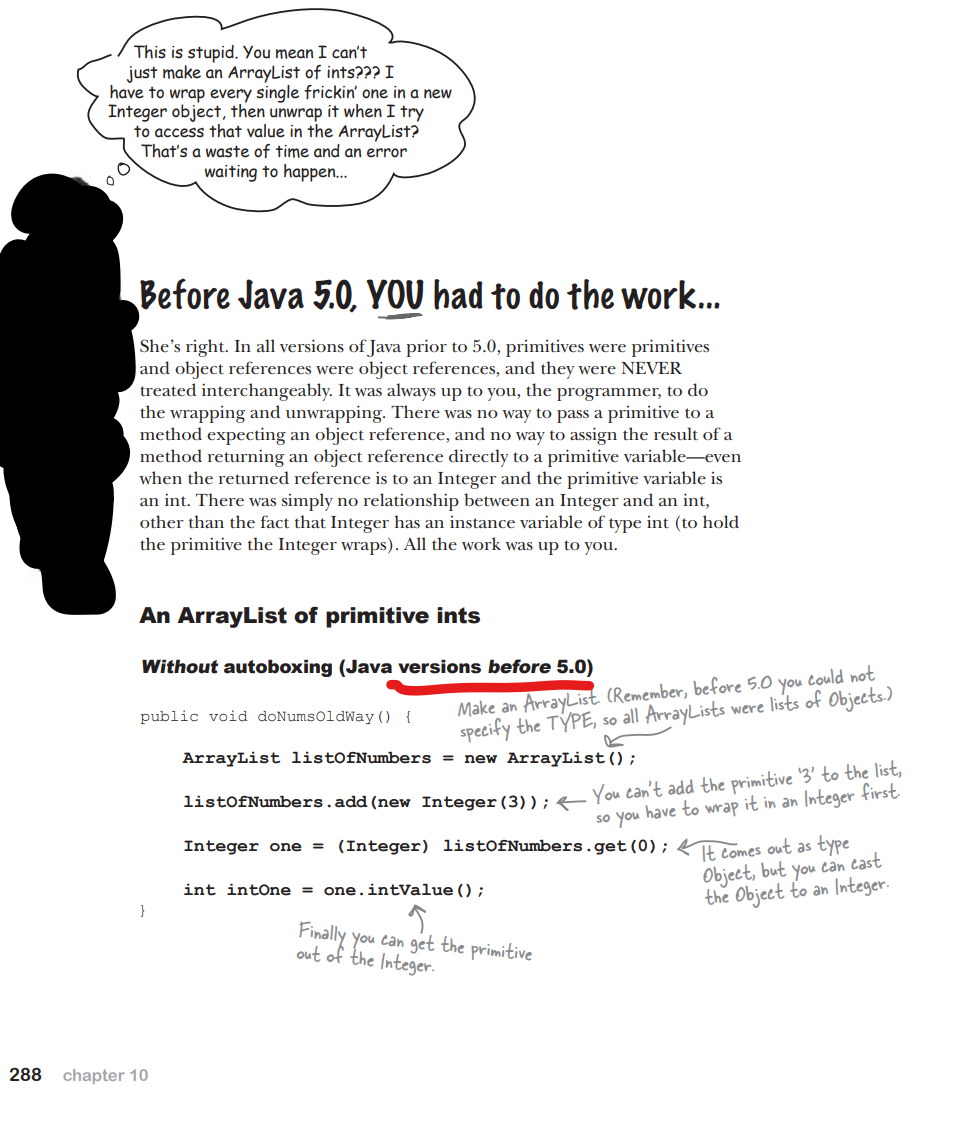 This is stupid. You mean I can't
just make an ArrayList of ints??? I
have to wrap every single frickin' one in a new
Integer object, then unwrap it when I try
to access that value in the ArrayList?
That's a waste of time and an error
waiting to happen...
Before Java 5.0, YOU had to do the work...
She's right. In all versions of Java prior to 5.0, primitives were primitives
and object references were object references, and they were NEVER
treated interchangeably. It was always up to you, the programmer, to do
the wrapping and unwrapping. There was no way to pass a primitive to a
method expecting an object reference, and no way to assign the result of a
method returning an object reference directly to a primitive variable—even
when the returned reference is to an Integer and the primitive variable is
an int. There was simply no relationship between an Integer and an int,
other than the fact that Integer has an instance variable of type int (to hold
the primitive the Integer wraps). All the work was up to you.
An ArrayList of primitive ints
Without autoboxing (Java versions before 5.0)
public void doNumsOldWay() {
Make an ArrayList. (Remember, before 5.0 you could not
specify the TYPE, so all ArrayLists were lists of Objects.)
ArrayList listOfNumbers = new ArrayList();
listOfNumbers.add(new Integer(3));
You can't add the primitive '3' to the list,
so you have to wrap it in an Integer first.
Integer one = (Integer) listOfNumbers.get(0);
It comes out as type
Object, but you can cast
the Object to an Integer.
int intOne = one.intValue();
}
Finally you can get the primitive
out of the Integer.
288 chapter 10